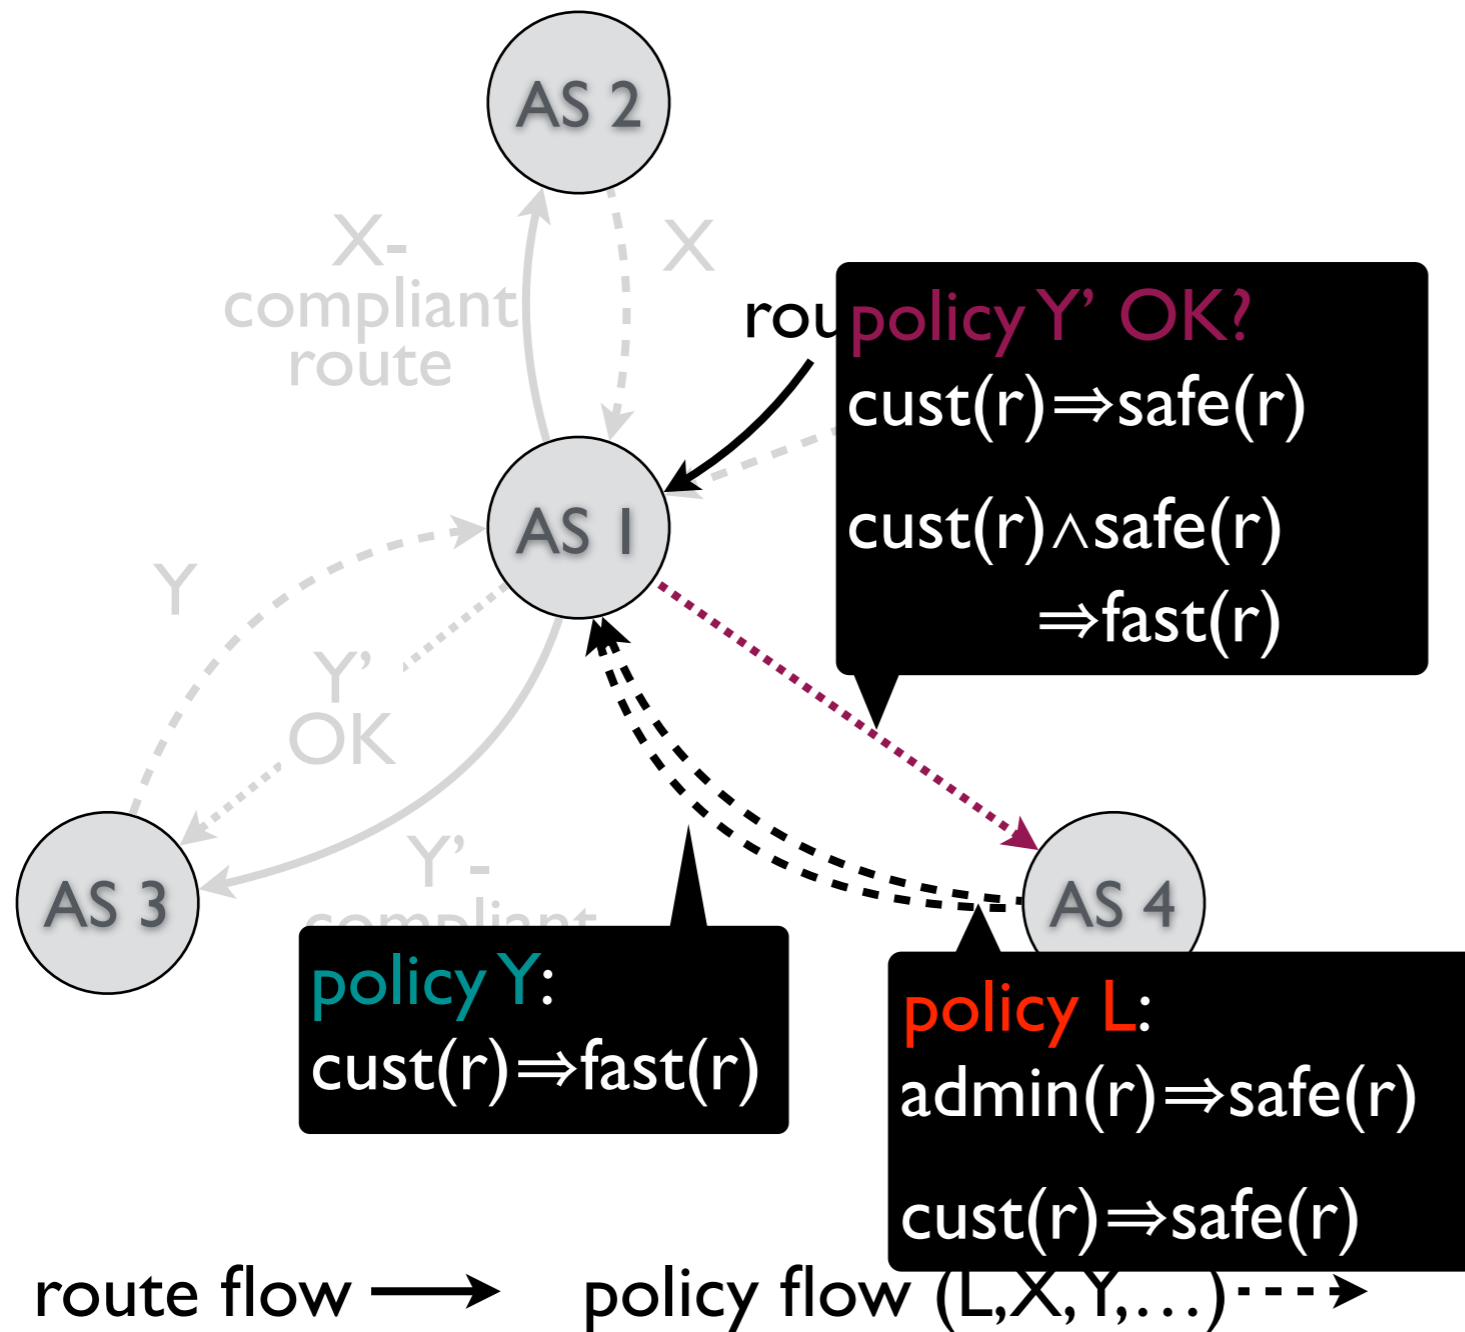 AS 2
X-
compliant
route
X
policy Y’ OK?
cust(r)⇒safe(r)
cust(r)∧safe(r)
⇒fast(r)
AS 1
Y
Y’
OK
AS 3
Y’-
compliant
AS 4
policy Y:
cust(r)⇒fast(r)
policy L:
admin(r)⇒safe(r)
cust(r)⇒safe(r)
route flow
policy flow (L,X,Y,…)